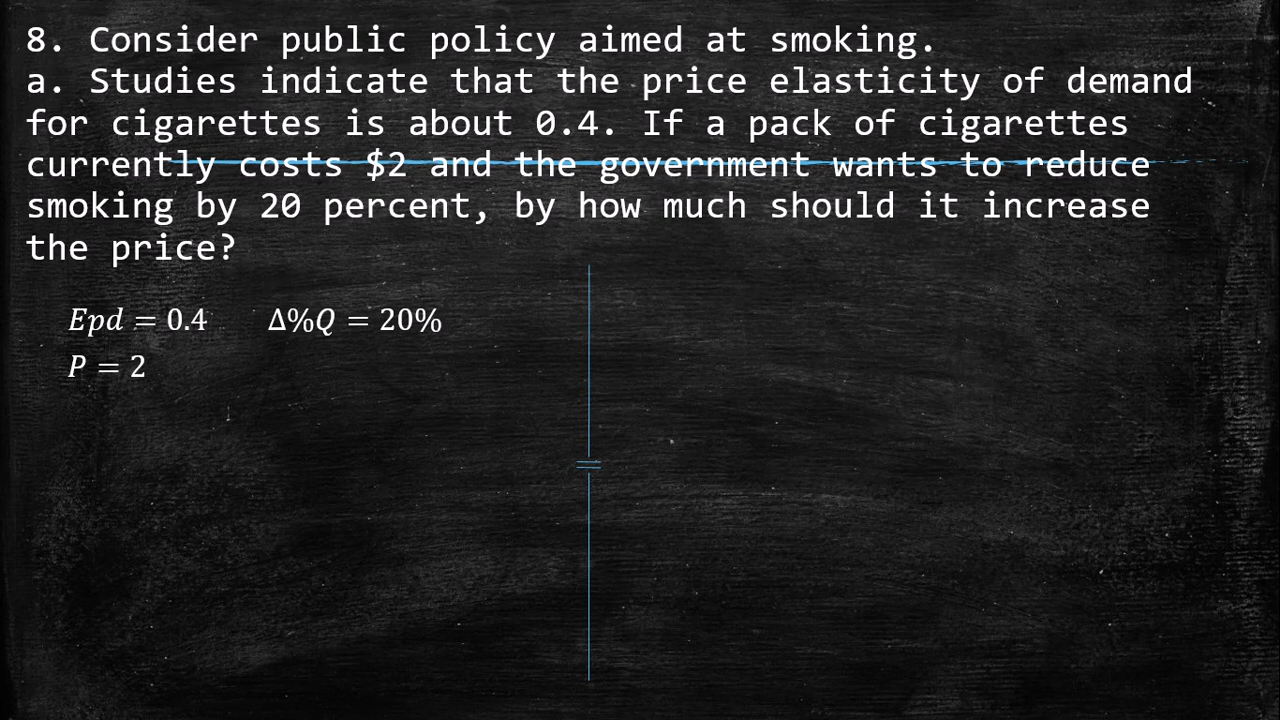 8. Consider public policy aimed at smoking.
a. Studies indicate that the price elasticity of demand
for cigarettes is about 0.4. If a pack of cigarettes
currently costs $2 and the government wants to reduce
smoking by 20 percent, by how much should it increase
the price?
Epd = 0.4 Δ%Q = 20%
P = 2